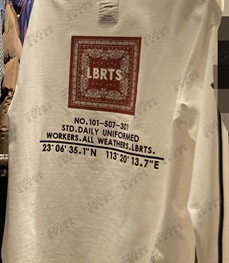 LBRTS
NO.101-507-301
STD.DAILY UNIFORMED
WORKERS.ALL WEATHERS.LBRTS.
23°06'35.1"N 113°20'13.7"E